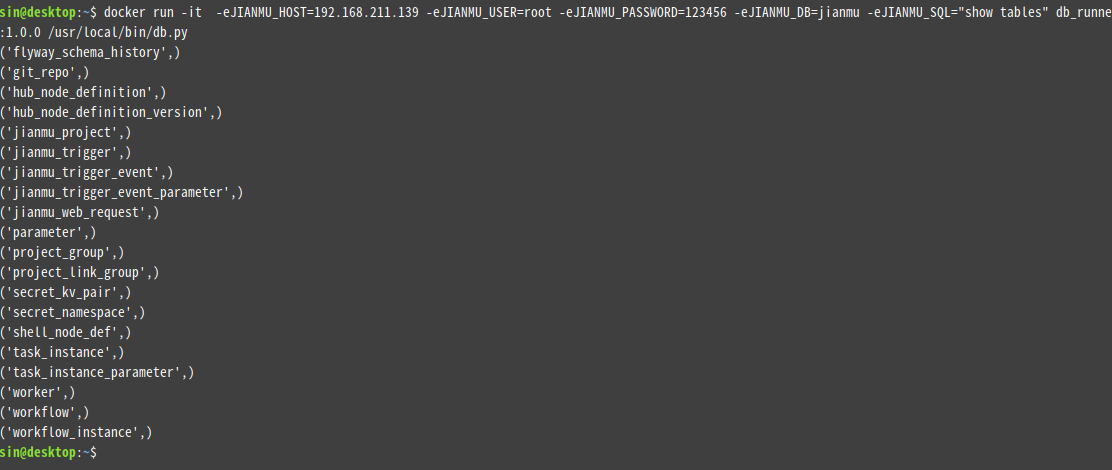 sin@desktop:~$ docker run -it  -eJIANMU_HOST=192.168.211.139 -eJIANMU_USER=root -eJIANMU_PASSWORD=123456 -eJIANMU_DB=jianmu -eJIANMU_SQL="show tables" db_runne
:1.0.0 /usr/local/bin/db.py
('flyway_schema_history',)
('git_repo',)
('hub_node_definition',)
('hub_node_definition_version',)
('jianmu_project',)
('jianmu_trigger',)
('jianmu_trigger_event',)
('jianmu_trigger_event_parameter',)
('jianmu_web_request',)
('parameter',)
('project_group',)
('project_link_group',)
('secret_kv_pair',)
('secret_namespace',)
('shell_node_def',)
('task_instance',)
('task_instance_parameter',)
('worker',)
('workflow',)
('workflow_instance',)
sin@desktop:~$